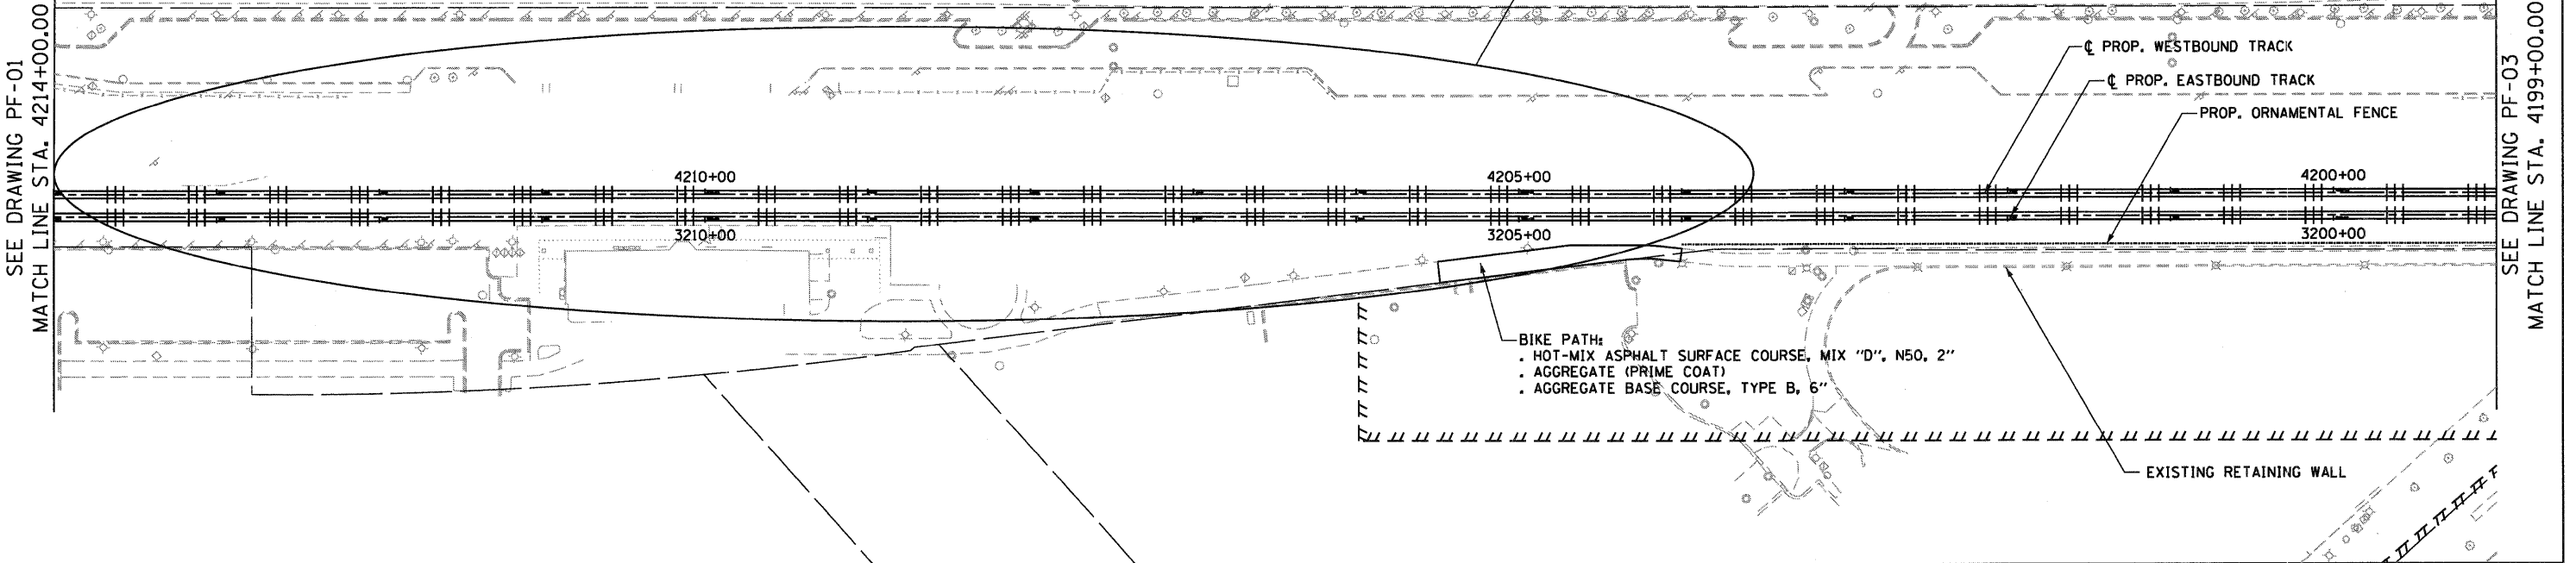 SEE DRAWING PF-01
MATCH LINE STA. 4214+00.00
℄ PROP. WESTBOUND TRACK
℄ PROP. EASTBOUND TRACK
PROP. ORNAMENTAL FENCE
4210+00
4205+00
4200+00
3210+00
3205+00
3200+00
BIKE PATH:
. HOT-MIX ASPHALT SURFACE COURSE, MIX "D", N50, 2"
. AGGREGATE (PRIME COAT)
. AGGREGATE BASE COURSE, TYPE B, 6"
EXISTING RETAINING WALL
SEE DRAWING PF-03
MATCH LINE STA. 4199+00.00